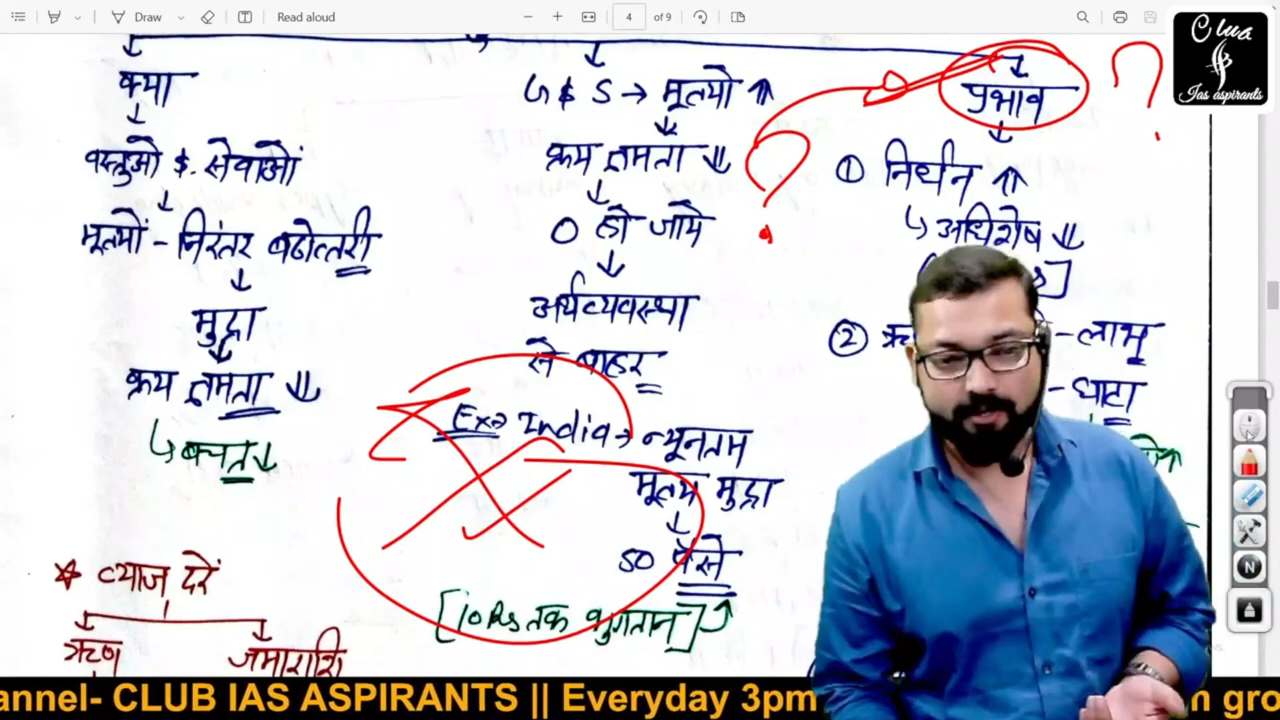 Draw
Read aloud
4
of 9
Club
Ias aspirants
क्या
वस्तुओ & सेवाओं
मूल्यों - निरंतर बढोत्तरी
मुद्रा
क्रय क्षमता ⇓
↳ बचत ↓
* ब्याज दरें
ऋण
जमाराशि
↳ & S → मूल्यो ⇑
क्रय क्षमता ⇓
0 हो जाये
अर्थव्यवस्था
से बाहर
Ex→ India → न्यूनतम
मूल्य मुद्रा
50 पैसे
[10 Rs तक भुगतान]
प्रभाव
?
?
① निर्धन ⇑
↳ अधिशेष ⇓
②
- लाभ
- घाटा
N
annel- CLUB IAS ASPIRANTS || Everyday 3pm
gro